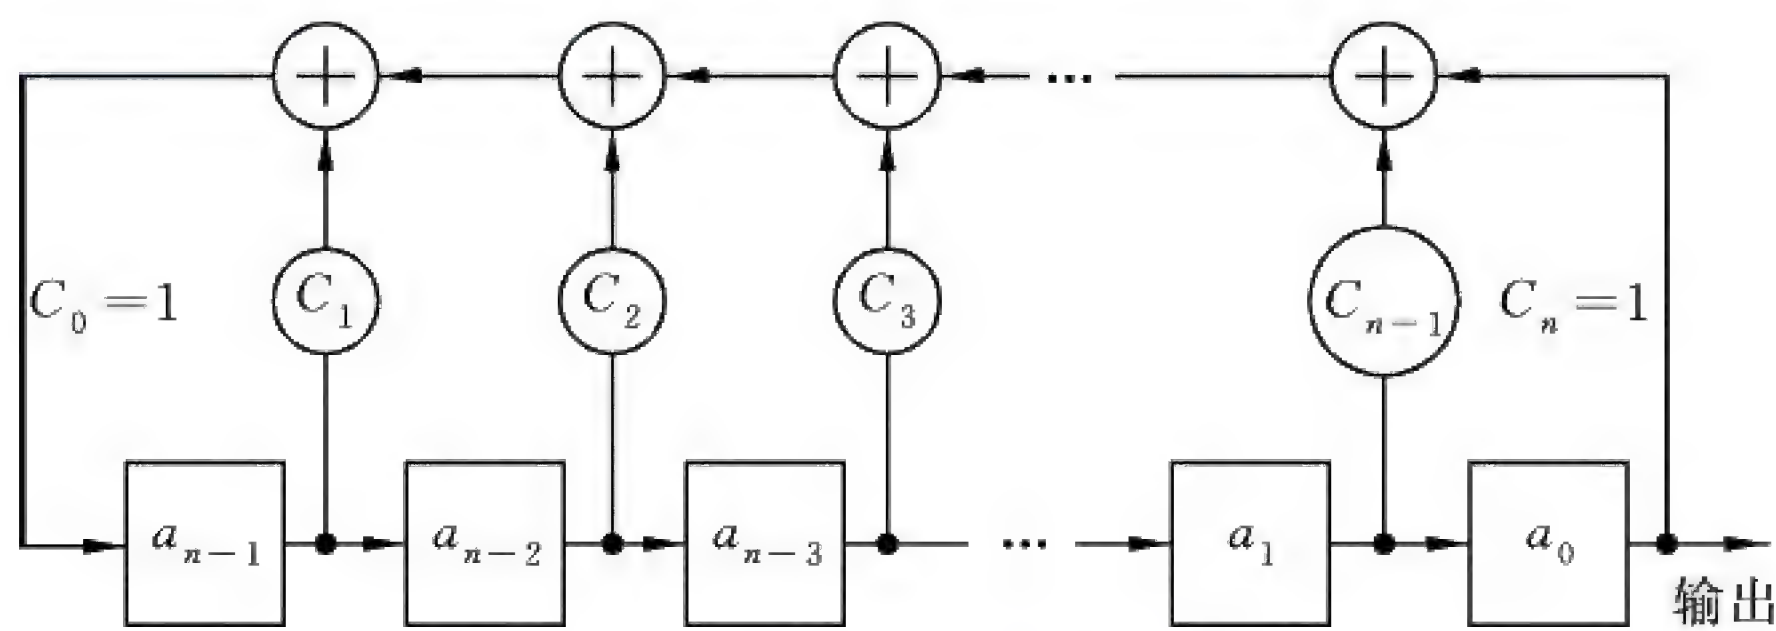 …
C₀=1 C₁ C₂ C₃ Cₙ₋₁ Cₙ=1
aₙ₋₁ aₙ₋₂ aₙ₋₃ … a₁ a₀
输出